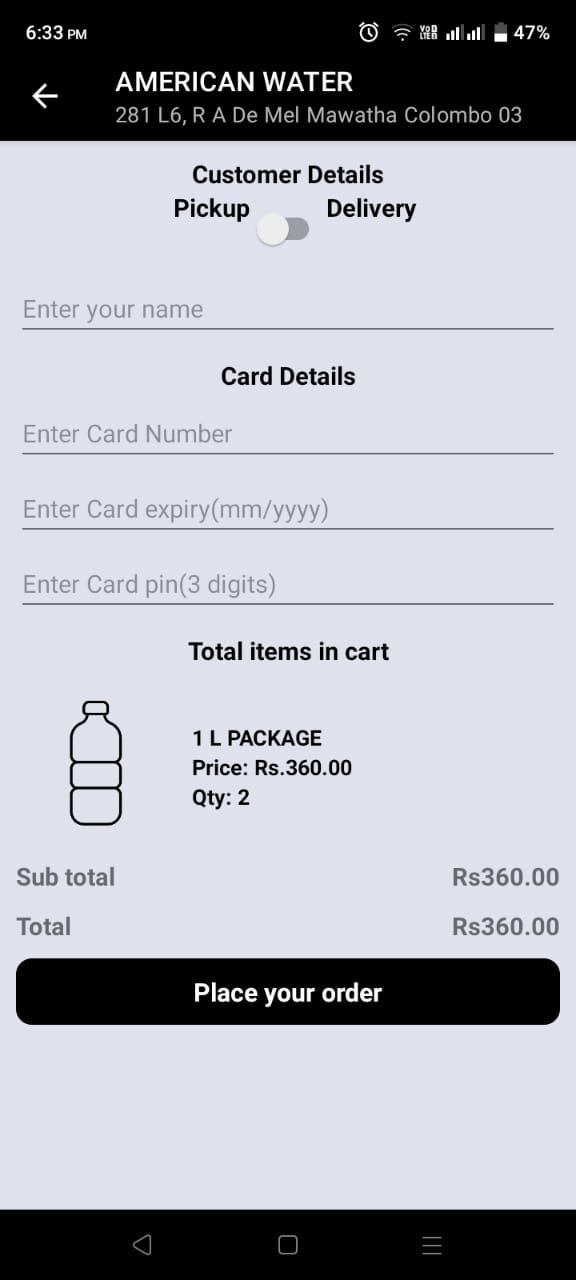 6:33 PM
47%
AMERICAN WATER
281 L6, R A De Mel Mawatha Colombo 03
Customer Details
Pickup Delivery
Enter your name
Card Details
Enter Card Number
Enter Card expiry(mm/yyyy)
Enter Card pin(3 digits)
Total items in cart
1 L PACKAGE
Price: Rs.360.00
Qty: 2
Sub total Rs360.00
Total Rs360.00
Place your order